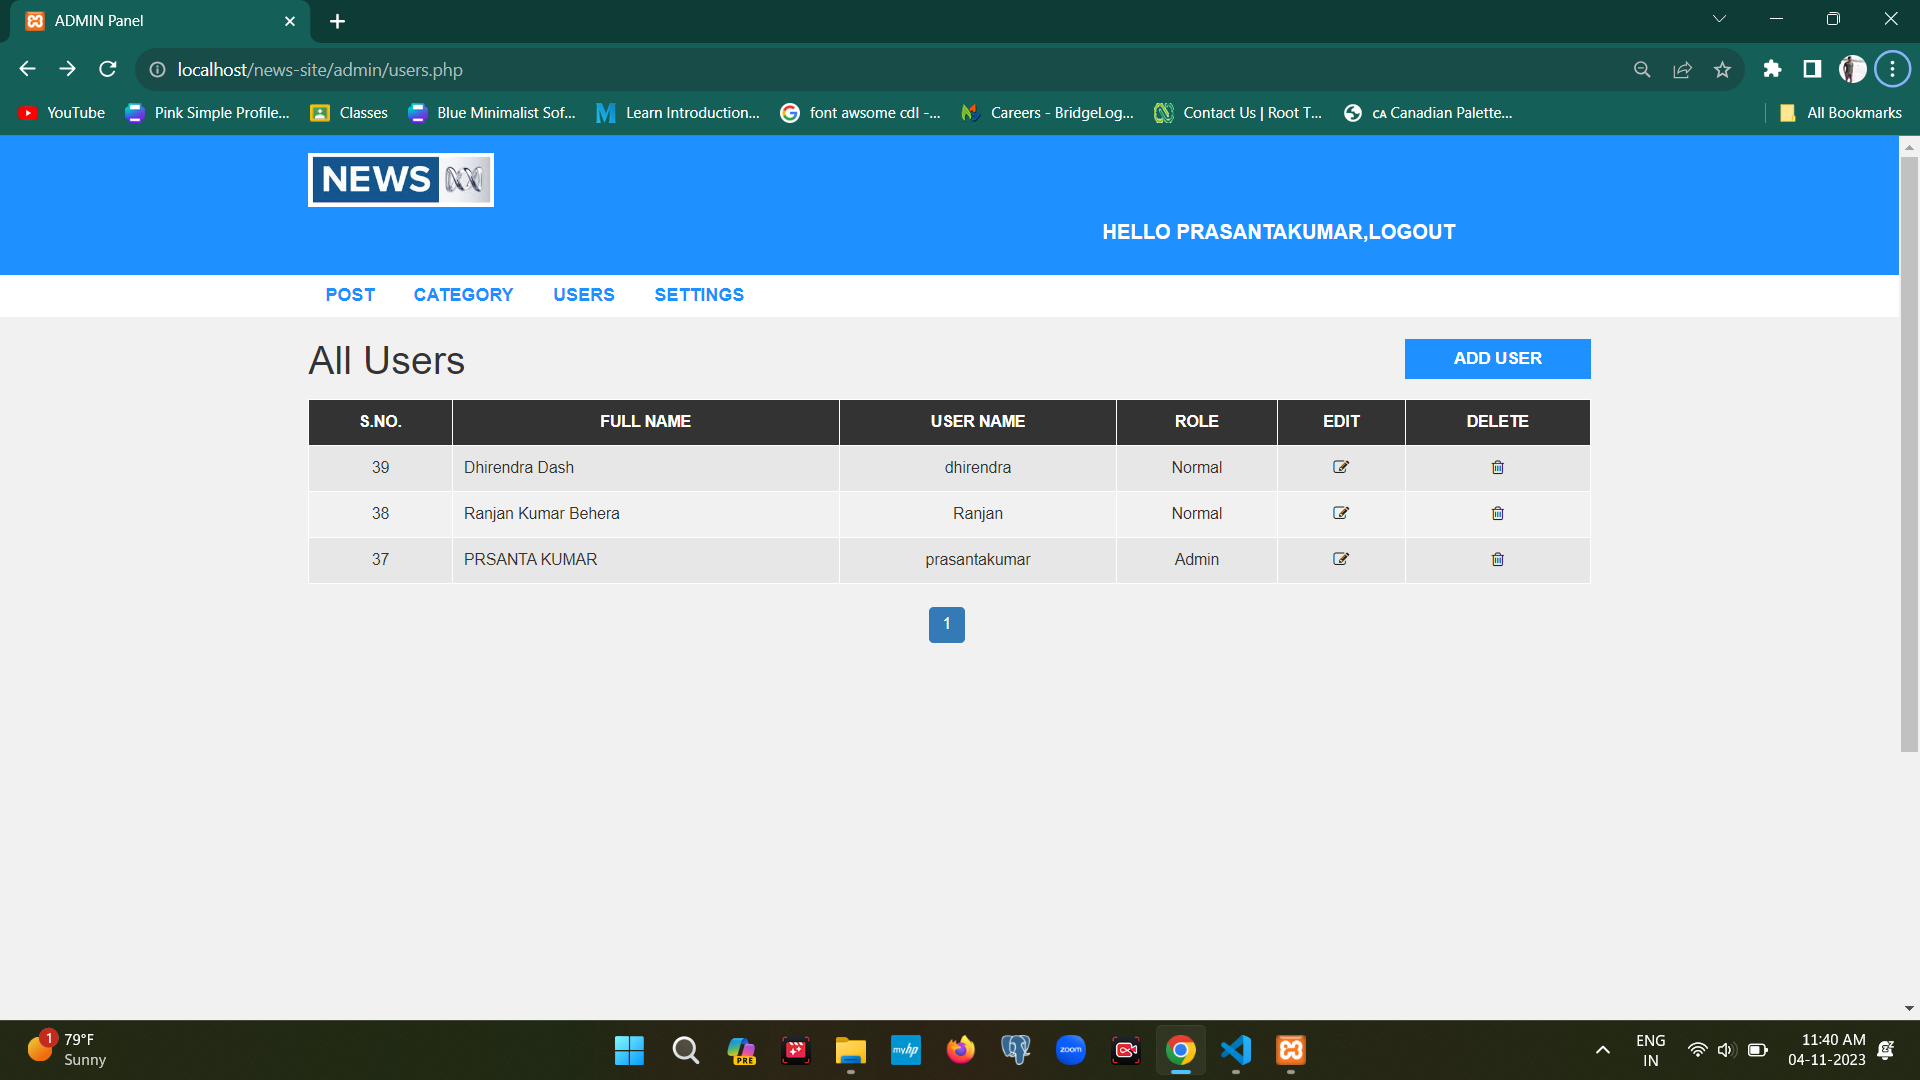 ADMIN Panel
localhost/news-site/admin/users.php
YouTube Pink Simple Profile... Classes Blue Minimalist Sof... Learn Introduction... font awsome cdl -... Careers - BridgeLog... Contact Us | Root T... CA Canadian Palette... All Bookmarks
NEWS
HELLO PRASANTAKUMAR,LOGOUT
POST CATEGORY USERS SETTINGS
All Users ADD USER
S.NO. FULL NAME USER NAME ROLE EDIT DELETE
39 Dhirendra Dash dhirendra Normal
38 Ranjan Kumar Behera Ranjan Normal
37 PRSANTA KUMAR prasantakumar Admin
1
1 79°F
Sunny
PRE
myhp
zoom
ENG
IN
11:40 AM
04-11-2023